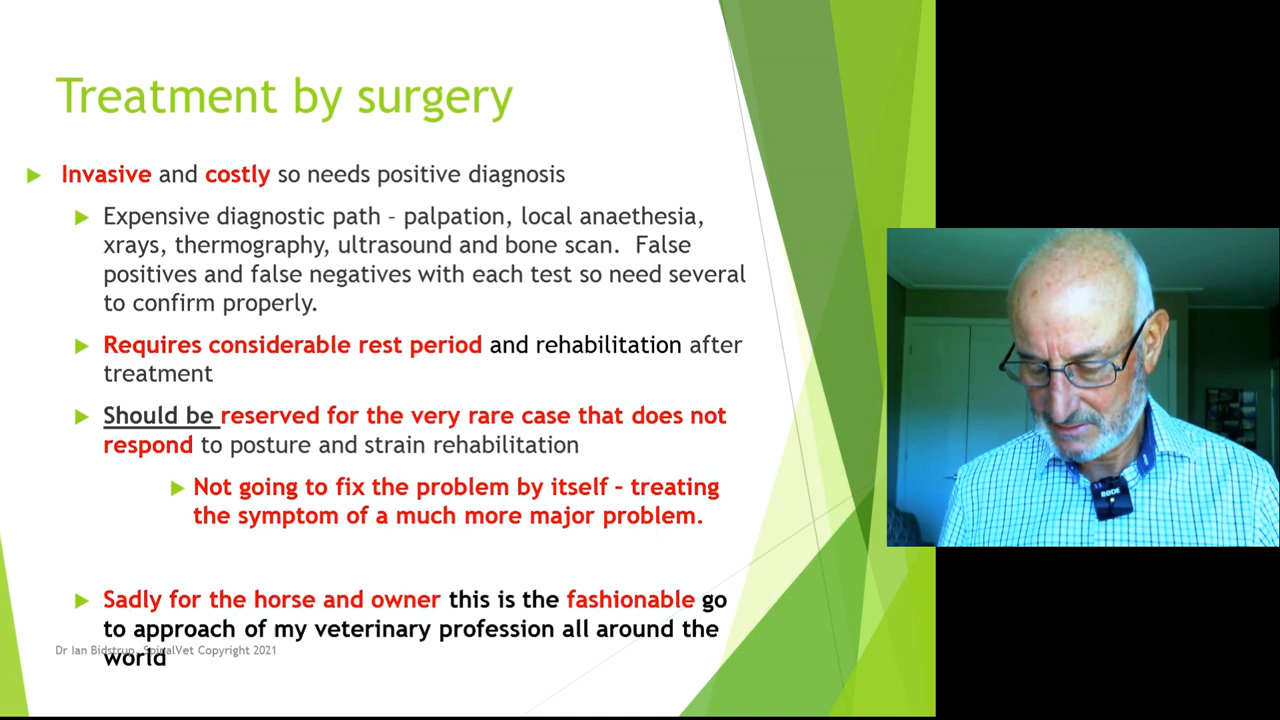 Treatment by surgery
Invasive and costly so needs positive diagnosis
Expensive diagnostic path – palpation, local anaethesia,
xrays, thermography, ultrasound and bone scan. False
positives and false negatives with each test so need several
to confirm properly.
Requires considerable rest period and rehabilitation after
treatment
Should be reserved for the very rare case that does not
respond to posture and strain rehabilitation
Not going to fix the problem by itself – treating
the symptom of a much more major problem.
Sadly for the horse and owner this is the fashionable go
to approach of my veterinary profession all around the
world
Dr Ian Bidstrup, SpinalVet Copyright 2021
RØDE